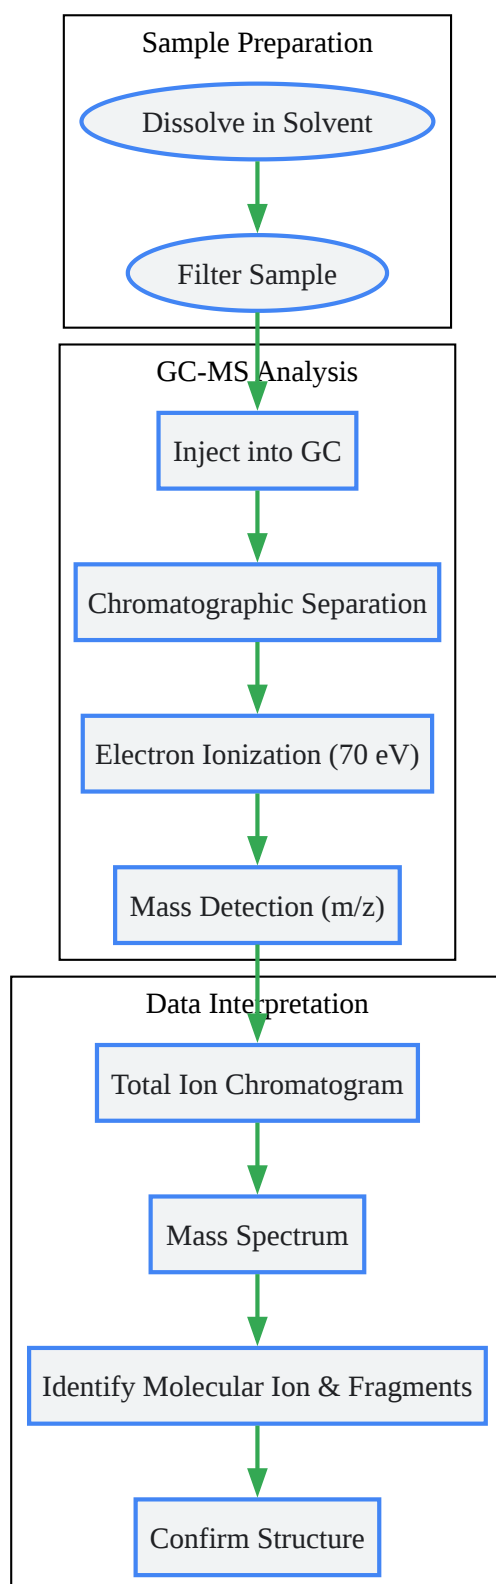 Sample Preparation
Dissolve in Solvent
Filter Sample
GC-MS Analysis
Inject into GC
Chromatographic Separation
Electron Ionization (70 eV)
Mass Detection (m/z)
Data Interpretation
Total Ion Chromatogram
Mass Spectrum
Identify Molecular Ion & Fragments
Confirm Structure